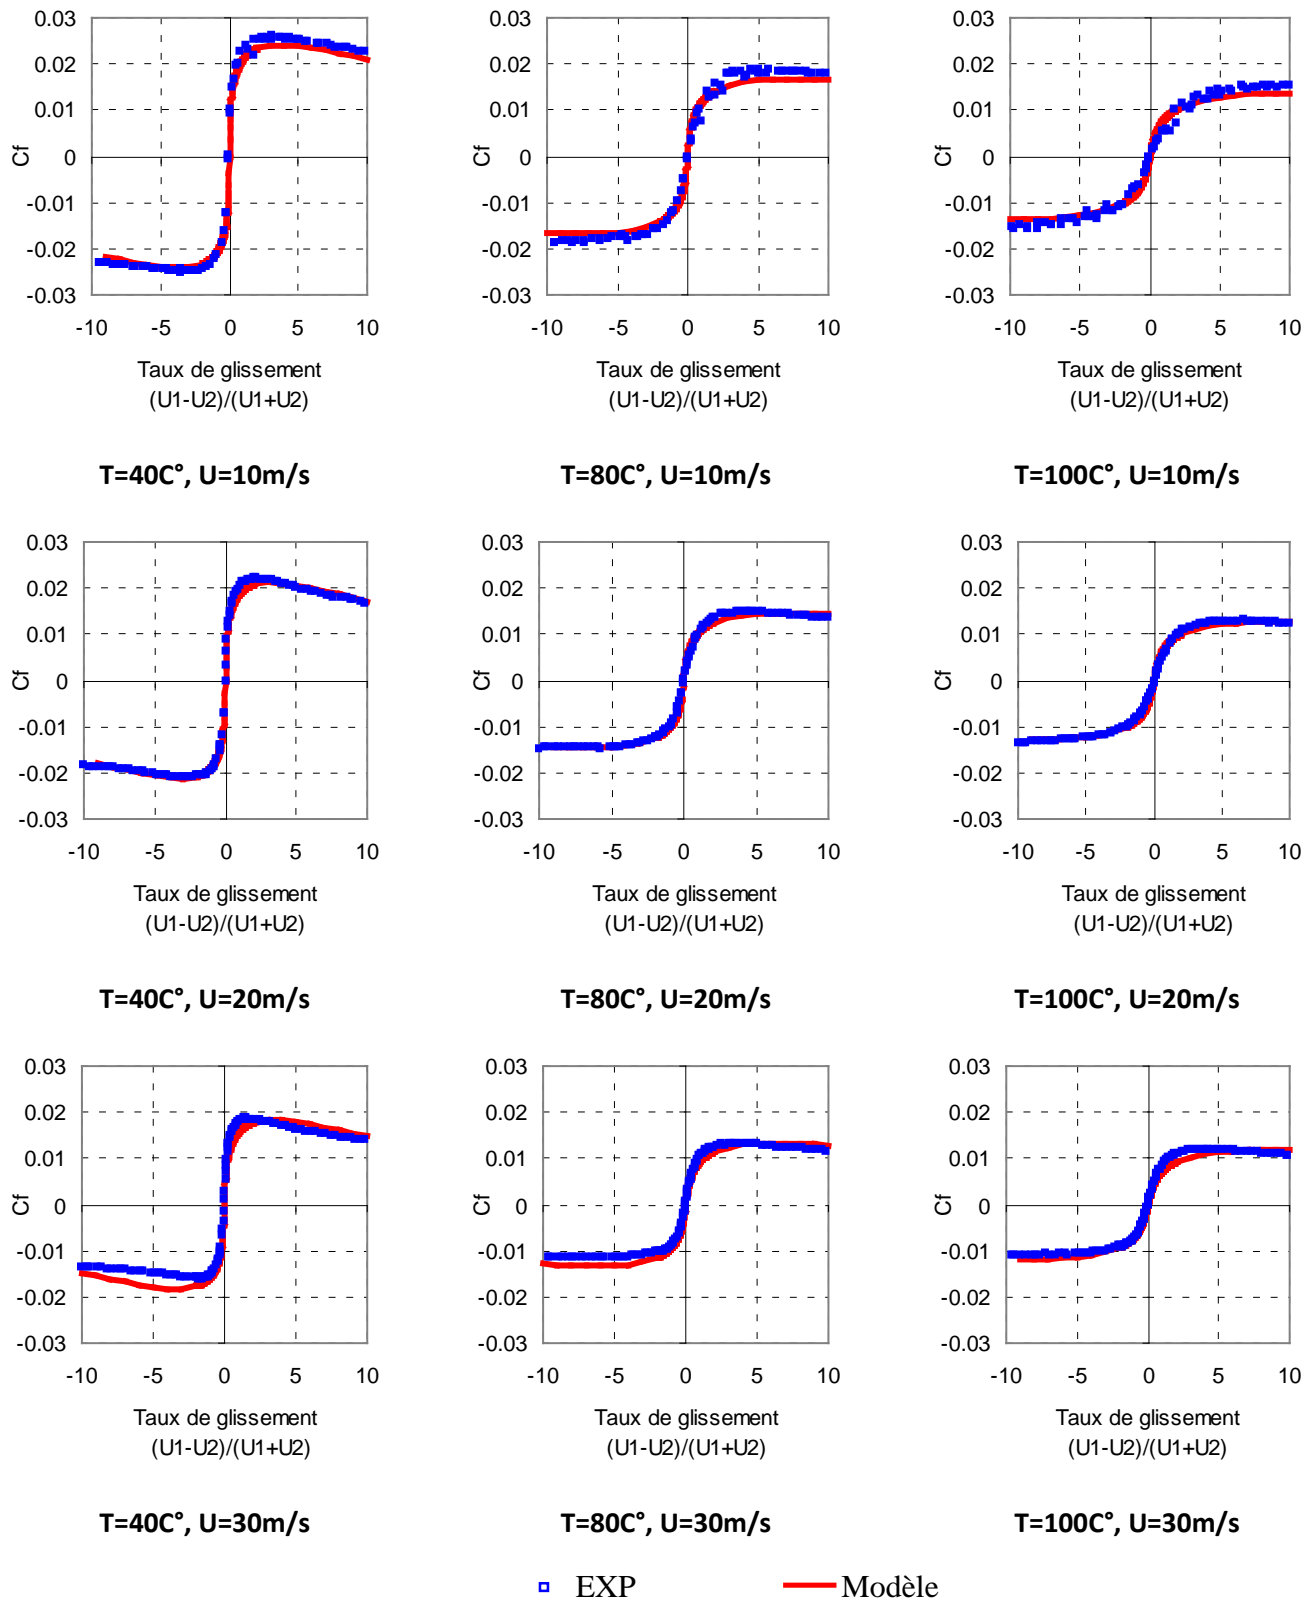 0.03
0.02
0.01
0
-0.01
-0.02
-0.03
Cf
-10 -5 0 5 10
Taux de glissement
(U1-U2)/(U1+U2)
T=40C°, U=10m/s
0.03
0.02
0.01
0
-0.01
-0.02
-0.03
Cf
-10 -5 0 5 10
Taux de glissement
(U1-U2)/(U1+U2)
T=80C°, U=10m/s
0.03
0.02
0.01
0
-0.01
-0.02
-0.03
Cf
-10 -5 0 5 10
Taux de glissement
(U1-U2)/(U1+U2)
T=100C°, U=10m/s
0.03
0.02
0.01
0
-0.01
-0.02
-0.03
Cf
-10 -5 0 5 10
Taux de glissement
(U1-U2)/(U1+U2)
T=40C°, U=20m/s
0.03
0.02
0.01
0
-0.01
-0.02
-0.03
Cf
-10 -5 0 5 10
Taux de glissement
(U1-U2)/(U1+U2)
T=80C°, U=20m/s
0.03
0.02
0.01
0
-0.01
-0.02
-0.03
Cf
-10 -5 0 5 10
Taux de glissement
(U1-U2)/(U1+U2)
T=100C°, U=20m/s
0.03
0.02
0.01
0
-0.01
-0.02
-0.03
Cf
-10 -5 0 5 10
Taux de glissement
(U1-U2)/(U1+U2)
T=40C°, U=30m/s
0.03
0.02
0.01
0
-0.01
-0.02
-0.03
Cf
-10 -5 0 5 10
Taux de glissement
(U1-U2)/(U1+U2)
T=80C°, U=30m/s
0.03
0.02
0.01
0
-0.01
-0.02
-0.03
Cf
-10 -5 0 5 10
Taux de glissement
(U1-U2)/(U1+U2)
T=100C°, U=30m/s
EXP Modèle